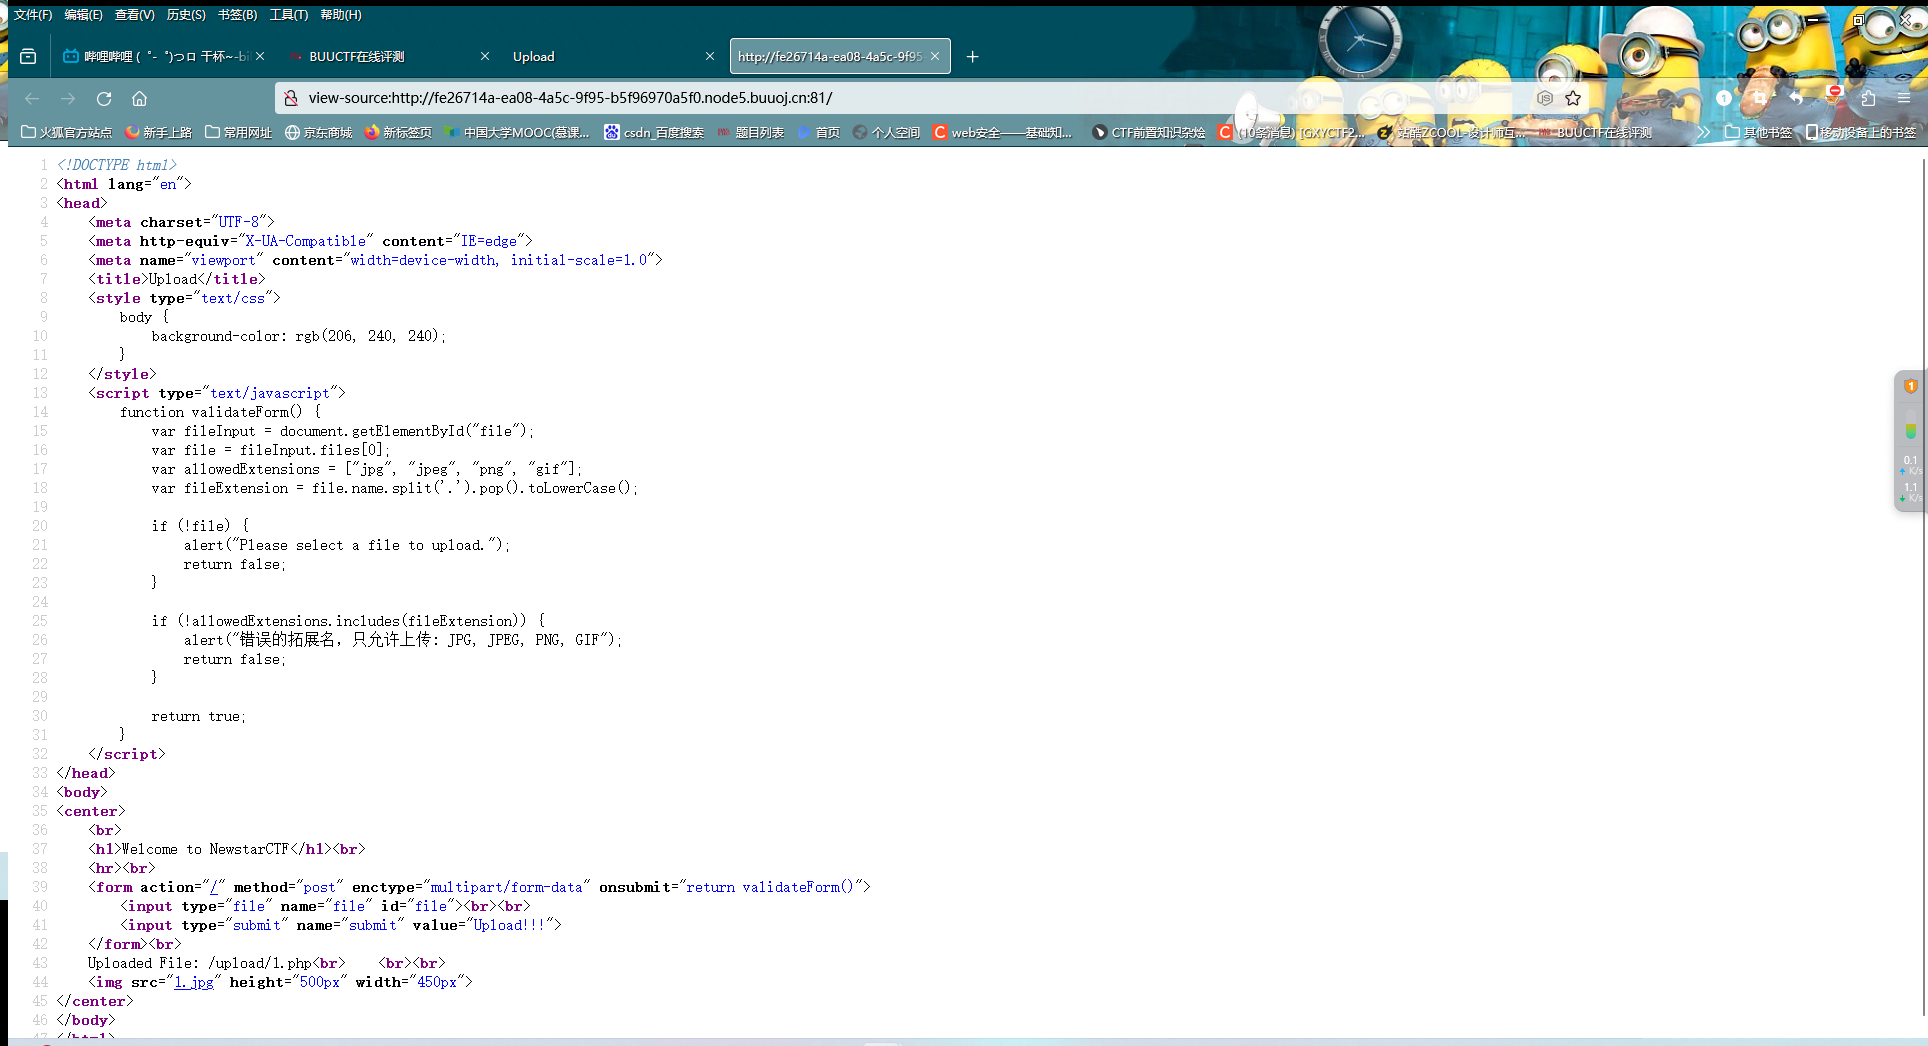 文件(F) 编辑(E) 查看(V) 历史(S) 书签(B) 工具(T) 帮助(H)
哔哩哔哩 ( ゜- ゜)つロ 干杯~-bi
BUUCTF在线评测
Upload
http://fe26714a-ea08-4a5c-9f95-
view-source:http://fe26714a-ea08-4a5c-9f95-b5f96970a5f0.node5.buuoj.cn:81/
火狐官方站点 新手上路 常用网址 京东商城 新标签页 中国大学MOOC(慕课... csdn_百度搜索 题目列表 首页 个人空间 web安全——基础知... CTF前置知识杂烩 (10条消息) [GXYCTF2... 站酷ZCOOL-设计师互... BUUCTF在线评测 其他书签 移动设备上的书签
1 <!DOCTYPE html>
2 <html lang="en">
3 <head>
4 <meta charset="UTF-8">
5 <meta http-equiv="X-UA-Compatible" content="IE=edge">
6 <meta name="viewport" content="width=device-width, initial-scale=1.0">
7 <title>Upload</title>
8 <style type="text/css">
9 body {
10 background-color: rgb(206, 240, 240);
11 }
12 </style>
13 <script type="text/javascript">
14 function validateForm() {
15 var fileInput = document.getElementById("file");
16 var file = fileInput.files[0];
17 var allowedExtensions = ["jpg", "jpeg", "png", "gif"];
18 var fileExtension = file.name.split('.').pop().toLowerCase();
19
20 if (!file) {
21 alert("Please select a file to upload.");
22 return false;
23 }
24
25 if (!allowedExtensions.includes(fileExtension)) {
26 alert("错误的拓展名，只允许上传: JPG, JPEG, PNG, GIF");
27 return false;
28 }
29
30 return true;
31 }
32 </script>
33 </head>
34 <body>
35 <center>
36 <br>
37 <h1>Welcome to NewstarCTF</h1><br>
38 <hr><br>
39 <form action="/" method="post" enctype="multipart/form-data" onsubmit="return validateForm()">
40 <input type="file" name="file" id="file"><br><br>
41 <input type="submit" name="submit" value="Upload!!!">
42 </form><br>
43 Uploaded File: /upload/1.php<br> <br><br>
44 <img src="1.jpg" height="500px" width="450px">
45 </center>
46 </body>
47 </html>
1
0.1
K/s
1.1
K/s